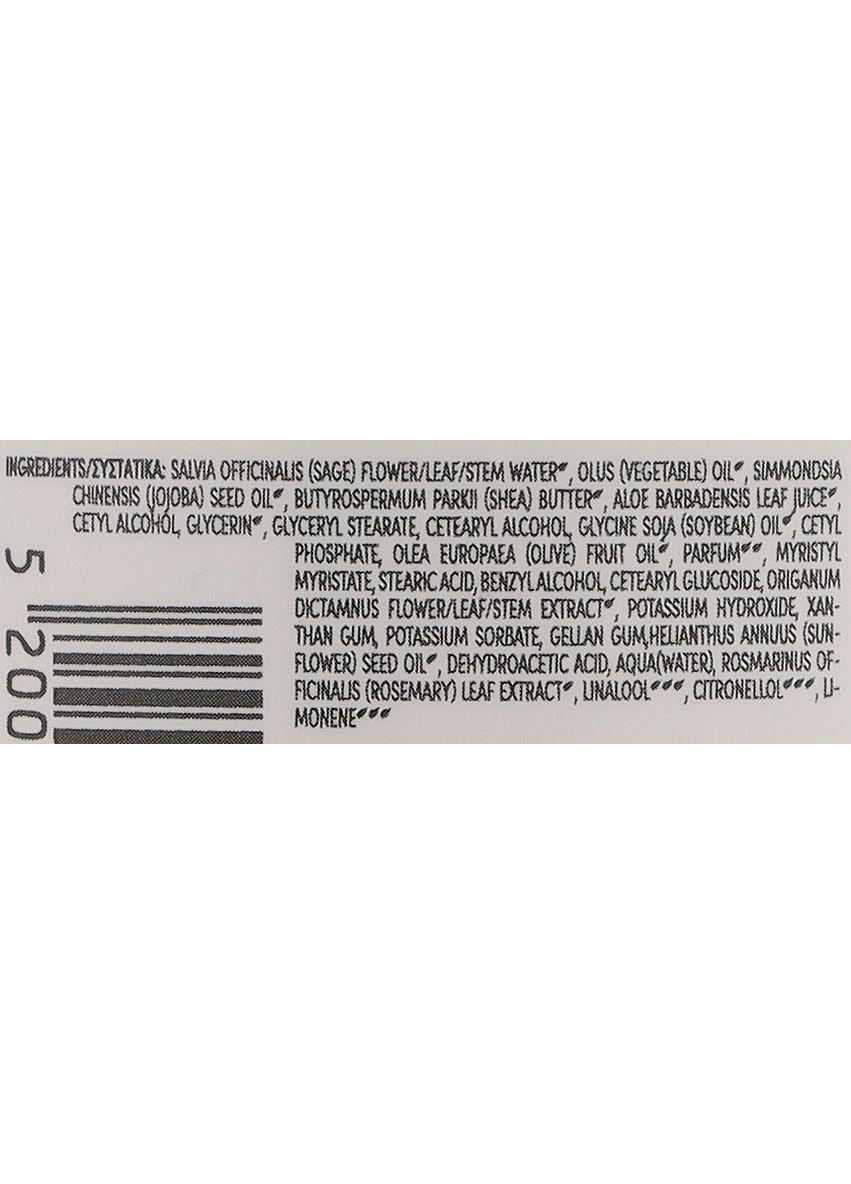 INGREDIENTS/ΣΥΣΤΑΤΙΚΑ: SALVIA OFFICINALIS (SAGE) FLOWER/LEAF/STEM WATER, OLUS (VEGETABLE) OIL, SIMMONDSIA
CHINENSIS (JOJOBA) SEED OIL, BUTYROSPERMUM PARKII (SHEA) BUTTER, ALOE BARBADENSIS LEAF JUICE,
CETYL ALCOHOL, GLYCERIN, GLYCERYL STEARATE, CETEARYL ALCOHOL, GLYCINE SOJA (SOYBEAN) OIL, CETYL
PHOSPHATE, OLEA EUROPAEA (OLIVE) FRUIT OIL, PARFUM, MYRISTYL
MYRISTATE, STEARIC ACID, BENZYL ALCOHOL, CETEARYL GLUCOSIDE, ORIGANUM
DICTAMNUS FLOWER/LEAF/STEM EXTRACT, POTASSIUM HYDROXIDE, XAN-
THAN GUM, POTASSIUM SORBATE, GELLAN GUM,HELIANTHUS ANNUUS (SUN-
FLOWER) SEED OIL, DEHYDROACETIC ACID, AQUA(WATER), ROSMARINUS OF-
FICINALIS (ROSEMARY) LEAF EXTRACT, LINALOOL, CITRONELLOL, LI-
MONENE
5 200